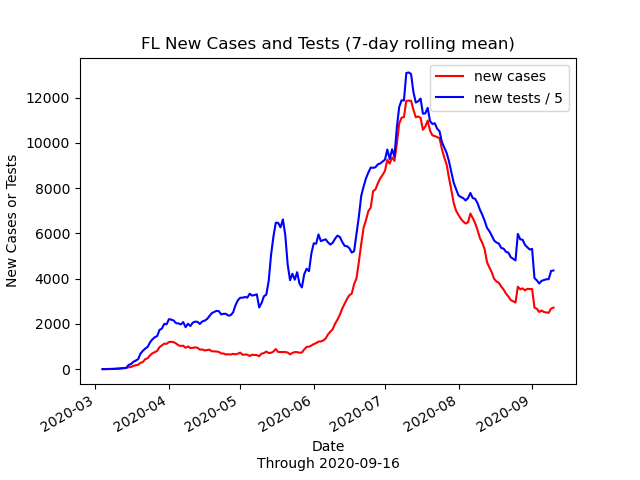 FL New Cases and Tests (7-day rolling mean)
new cases
new tests / 5
12000
10000
8000
6000
4000
2000
0
New Cases or Tests
2020-03
2020-04
2020-05
2020-06
2020-07
2020-08
2020-09
Date
Through 2020-09-16